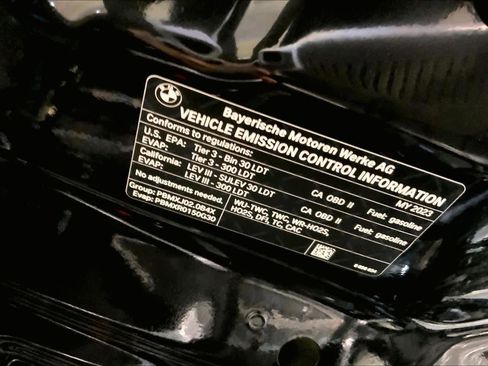 Bayerische Motoren Werke AG
VEHICLE EMISSION CONTROL INFORMATION
Conforms to regulations: MY 2023
U.S. EPA: Tier 3 - Bin 30 LDT CA OBD II Fuel: gasoline
EVAP: Tier 3 - 300 LDT
California: LEV III - SULEV 30 LDT CA OBD II Fuel: gasoline
EVAP: LEV III - 300 LDT
No adjustments needed. WU-TWC, TWC, WR-HO2S,
Group: PBMXJ02.0B4X HO2S, DFI, TC, CAC
Evap: PBMXR0150G30